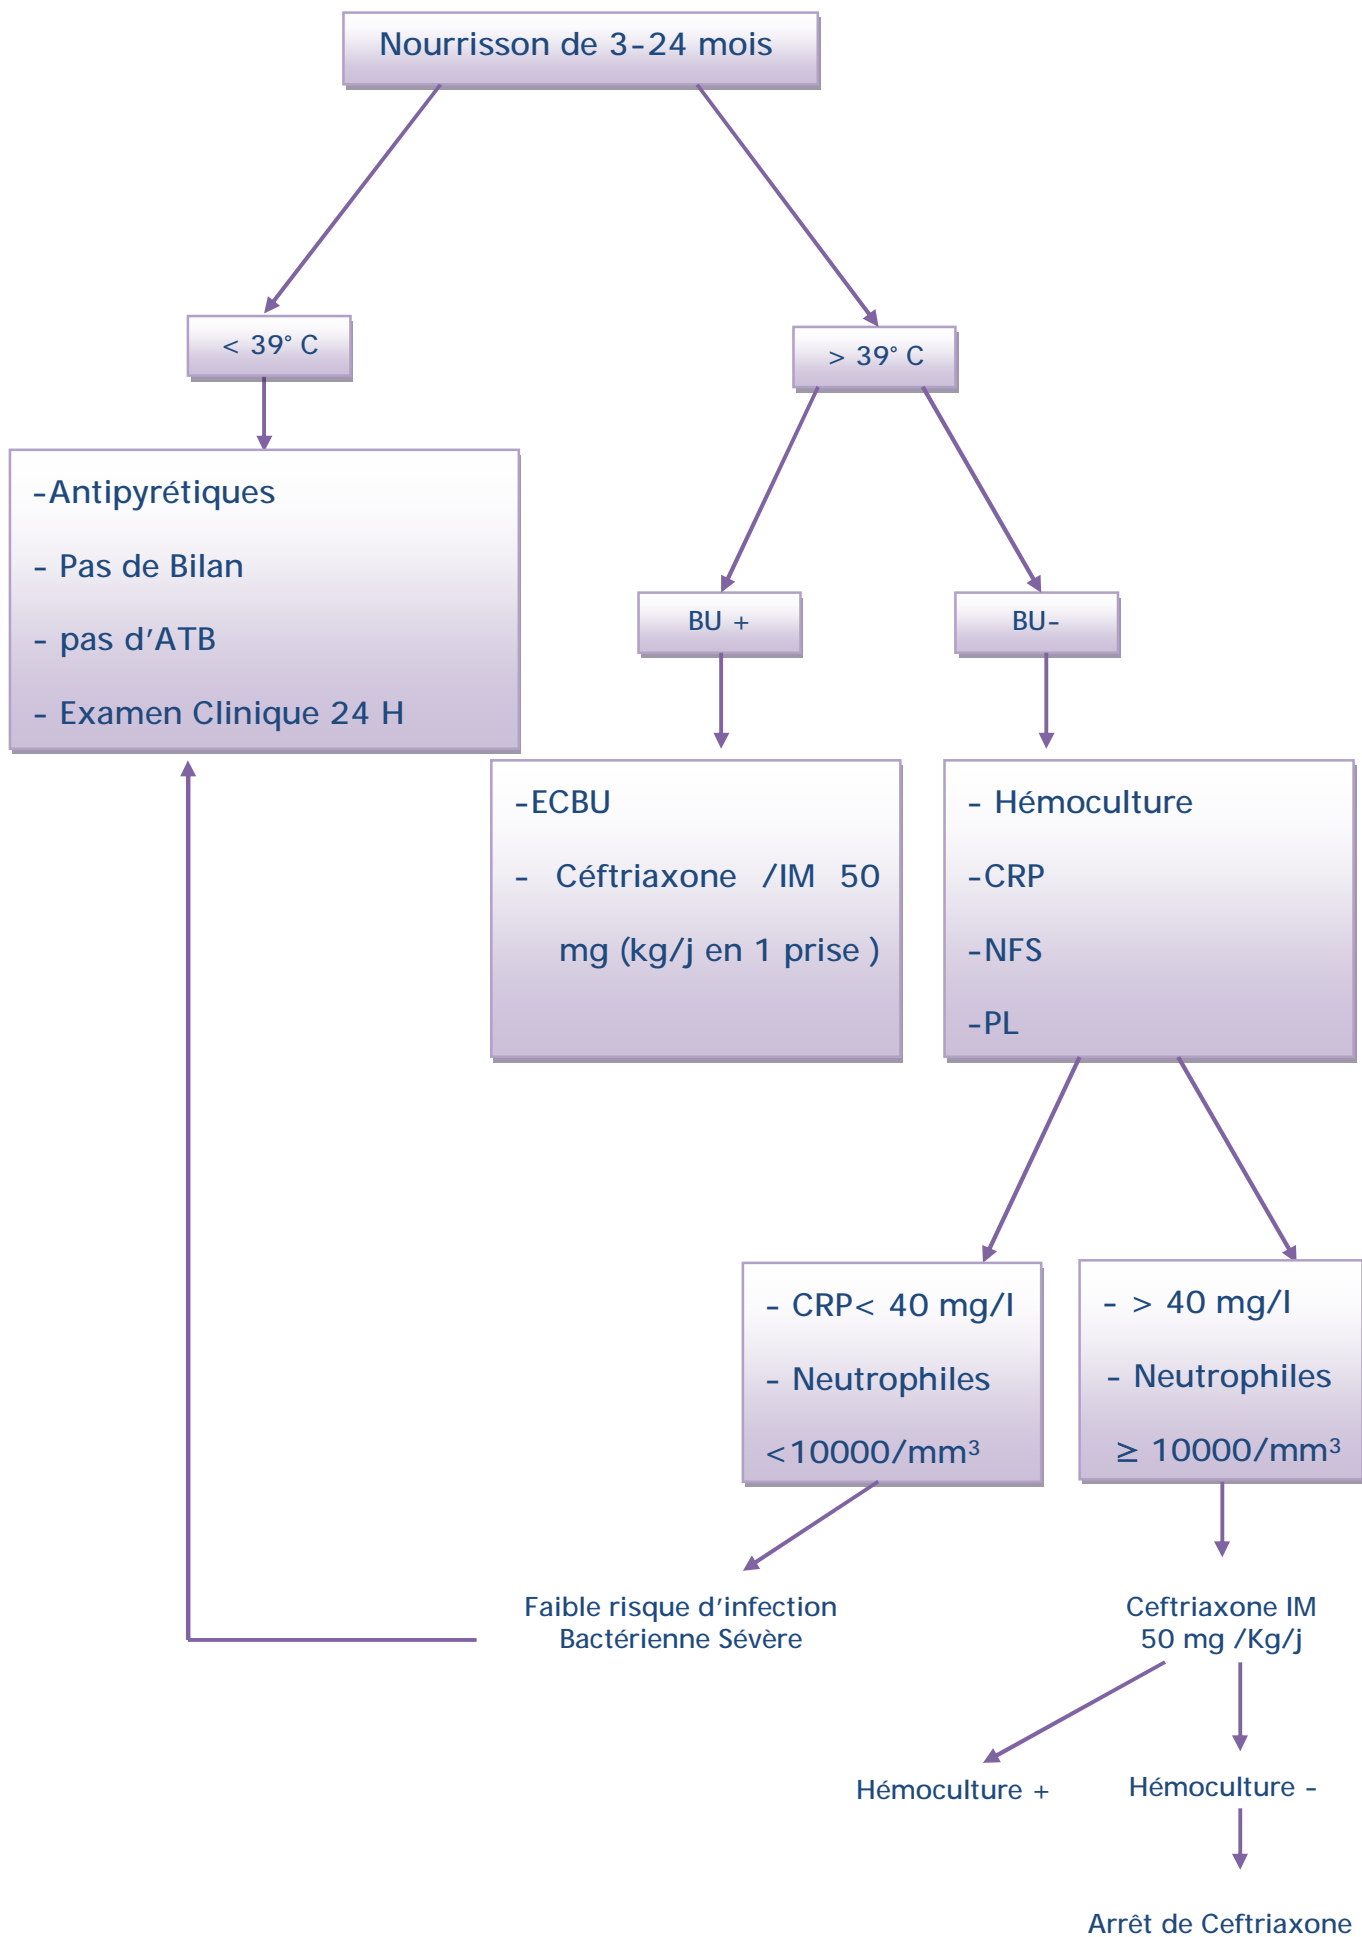 Nourrisson de 3-24 mois
< 39° C
> 39° C
-Antipyrétiques
- Pas de Bilan
- pas d'ATB
- Examen Clinique 24 H
BU +
BU-
-ECBU
- Céftriaxone /IM 50
mg (kg/j en 1 prise )
- Hémoculture
-CRP
-NFS
-PL
- CRP< 40 mg/l
- Neutrophiles
<10000/mm³
- > 40 mg/l
- Neutrophiles
≥ 10000/mm³
Faible risque d'infection
Bactérienne Sévère
Ceftriaxone IM
50 mg /Kg/j
Hémoculture +
Hémoculture -
Arrêt de Ceftriaxone